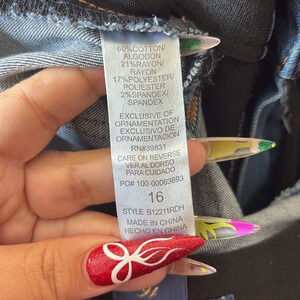 60%COTTON/
ALGODON
21%RAYON/
RAYON
17%POLYESTER/
POLIESTER
2%SPANDEX/
SPANDEX
EXCLUSIVE OF
ORNAMENTATION
EXCLUSIVO DE
ORNAMENTACION
RN#39831
CARE ON REVERSE
VER AL DORSO
PARA CUIDADO
PO# 100-00063693
16
STYLE B12211RDH
MADE IN CHINA
HECHO EN CHINA